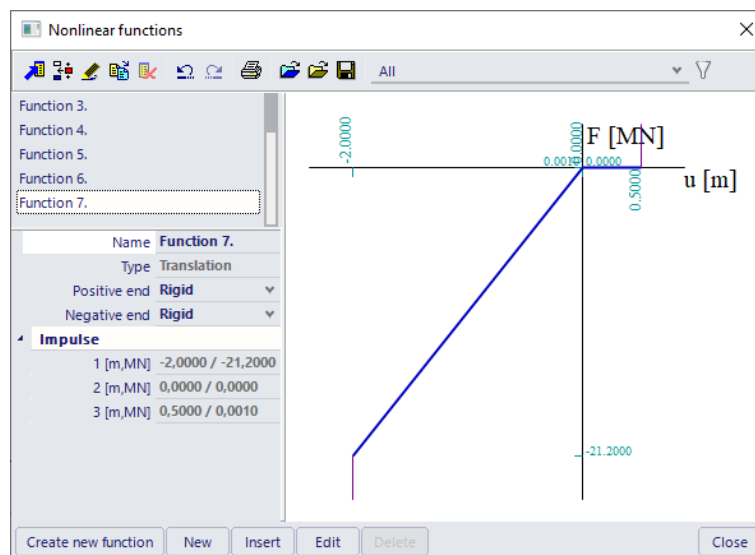 Nonlinear functions
All
Function 3.
Function 4.
Function 5.
Function 6.
Function 7.
Name Function 7.
Type Translation
Positive end Rigid
Negative end Rigid
Impulse
1 [m,MN] -2,0000 / -21,2000
2 [m,MN] 0,0000 / 0,0000
3 [m,MN] 0,5000 / 0,0010
-2.0000
0.0000
F [MN]
0.0010
0.0000
u [m]
0.5000
-21.2000
Create new function New Insert Edit Delete Close